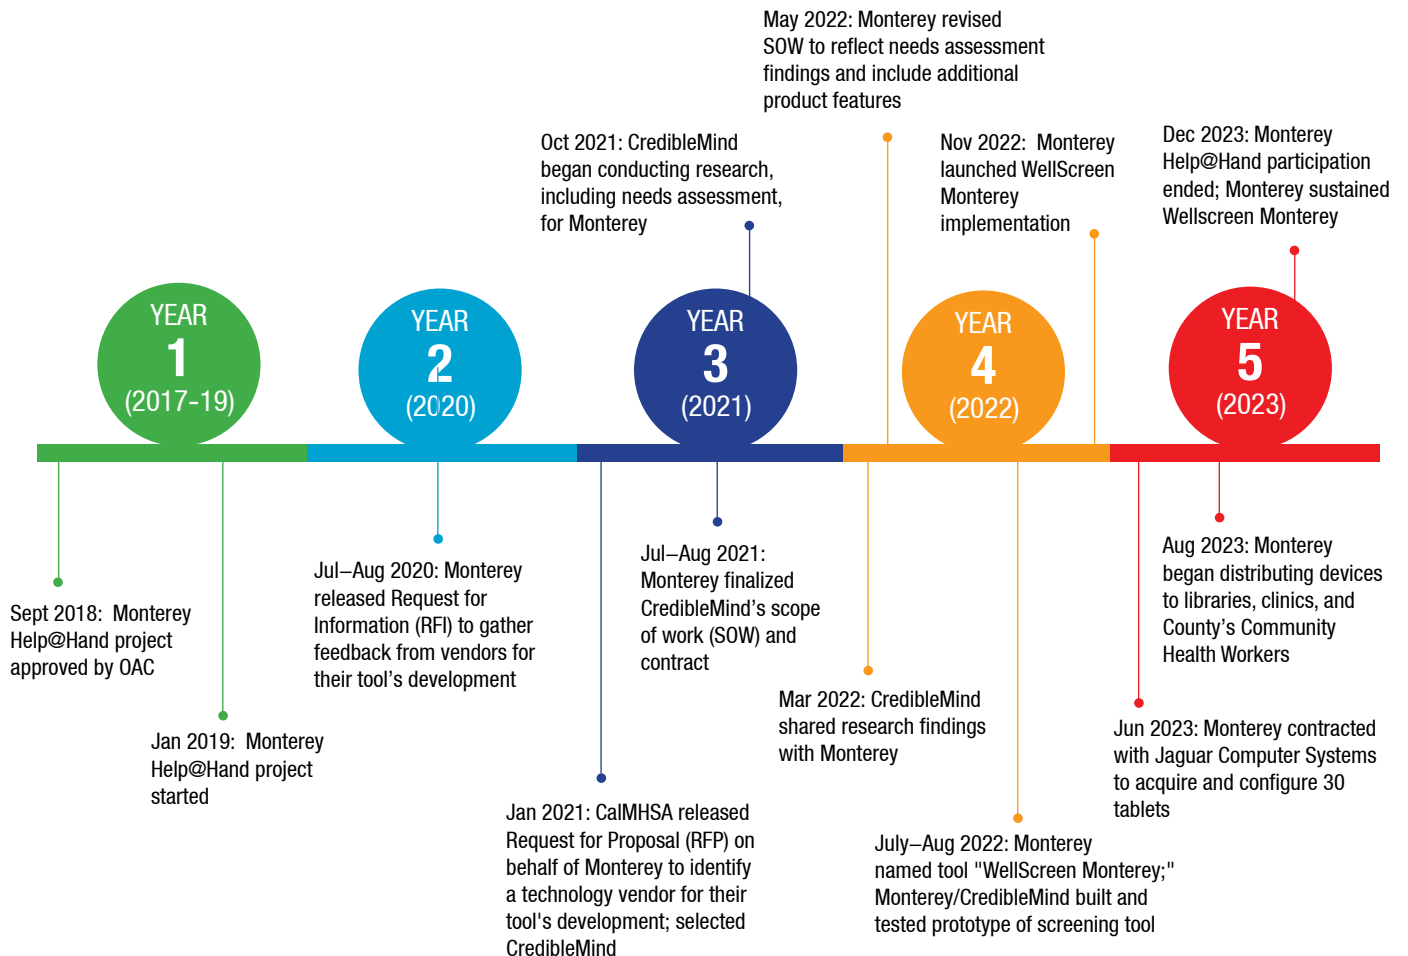 May 2022: Monterey revised
SOW to reflect needs assessment
findings and include additional
product features
Oct 2021: CredibleMind
began conducting research,
including needs assessment,
for Monterey
Nov 2022:  Monterey
launched WellScreen
Monterey
implementation
Dec 2023: Monterey
Help@Hand participation
ended; Monterey sustained
Wellscreen Monterey
YEAR
1
(2017-19)
YEAR
2
(2020)
YEAR
3
(2021)
YEAR
4
(2022)
YEAR
5
(2023)
Sept 2018:  Monterey
Help@Hand project
approved by OAC
Jan 2019:  Monterey
Help@Hand project
started
Jul–Aug 2020: Monterey
released Request for
Information (RFI) to gather
feedback from vendors for
their tool’s development
Jan 2021: CalMHSA released
Request for Proposal (RFP) on
behalf of Monterey to identify
a technology vendor for their
tool's development; selected
CredibleMind
Jul–Aug 2021:
Monterey finalized
CredibleMind’s scope
of work (SOW) and
contract
Mar 2022: CredibleMind
shared research findings
with Monterey
July–Aug 2022: Monterey
named tool "WellScreen Monterey;"
Monterey/CredibleMind built and
tested prototype of screening tool
Jun 2023: Monterey contracted
with Jaguar Computer Systems
to acquire and configure 30
tablets
Aug 2023: Monterey
began distributing devices
to libraries, clinics, and
County’s Community
Health Workers